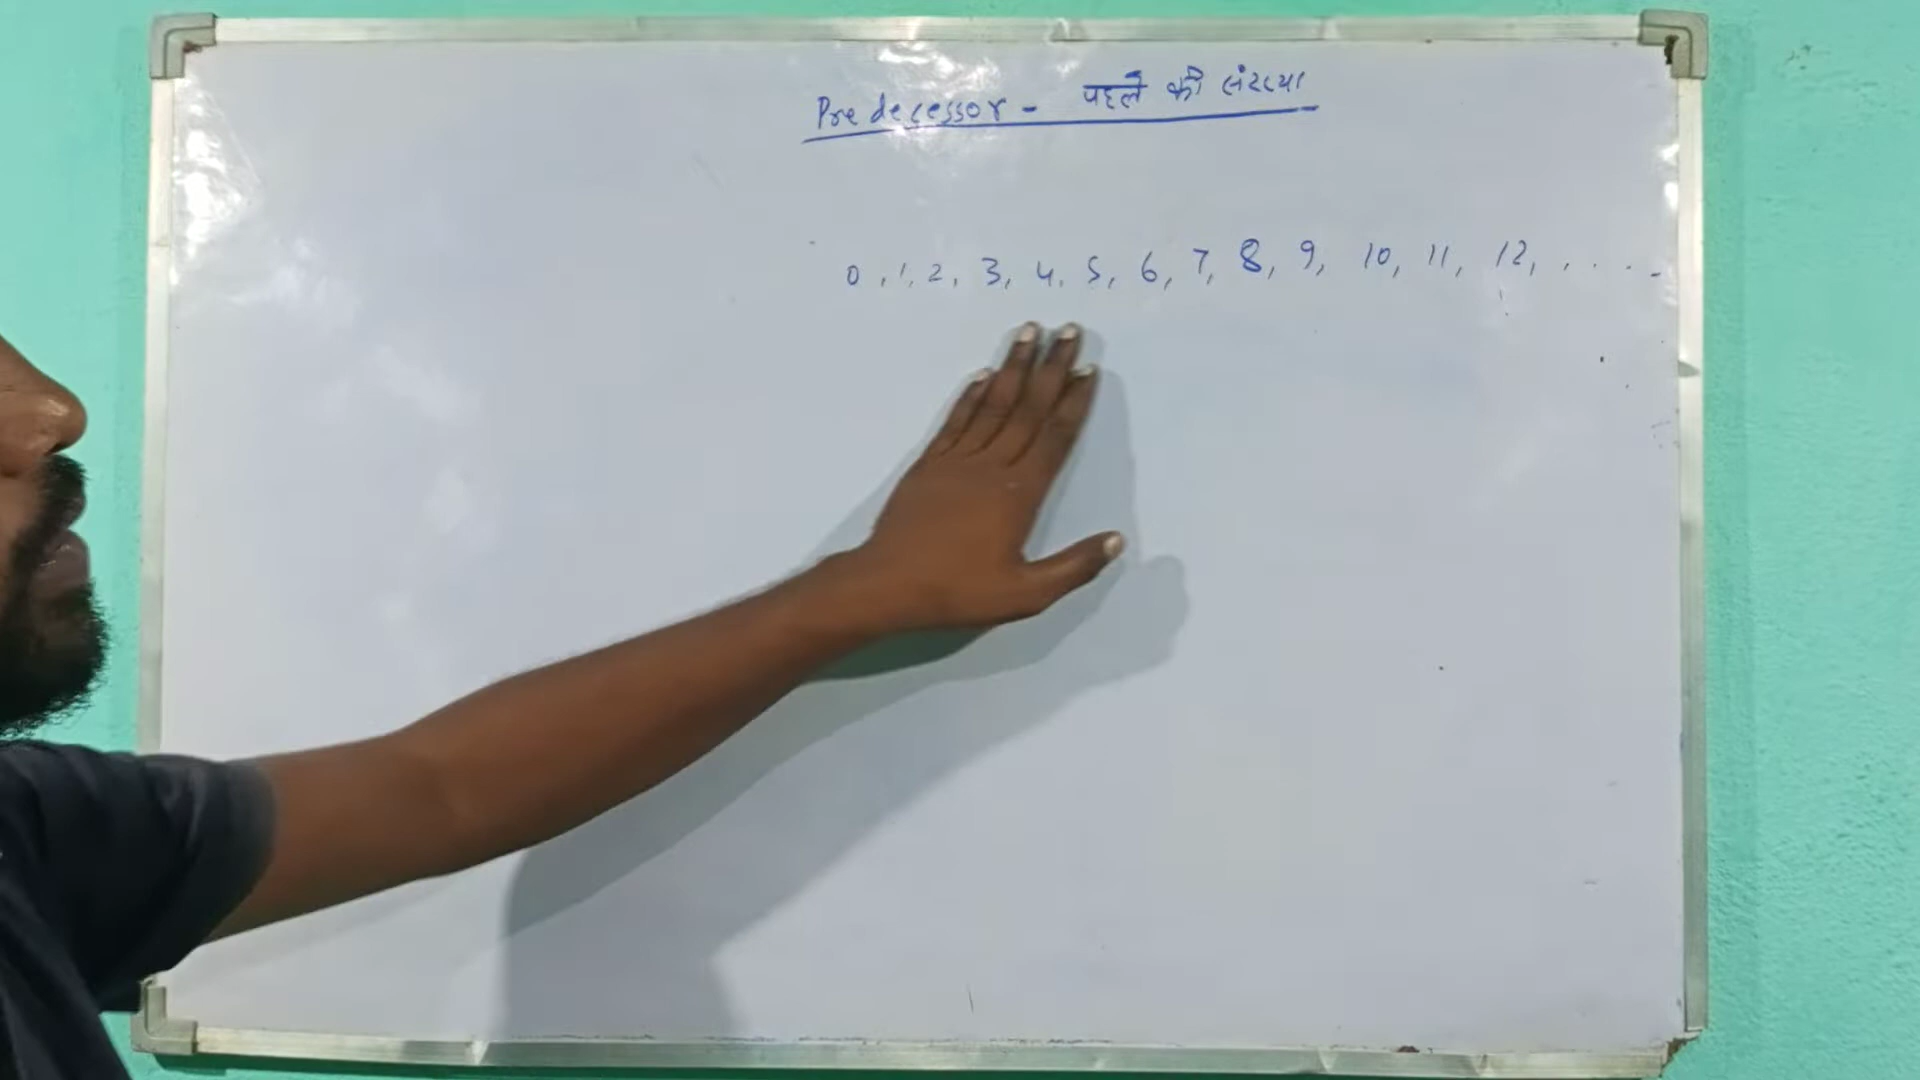 Predecessor - पहले की संख्या
0, 1, 2, 3, 4, 5, 6, 7, 8, 9, 10, 11, 12, . . . .